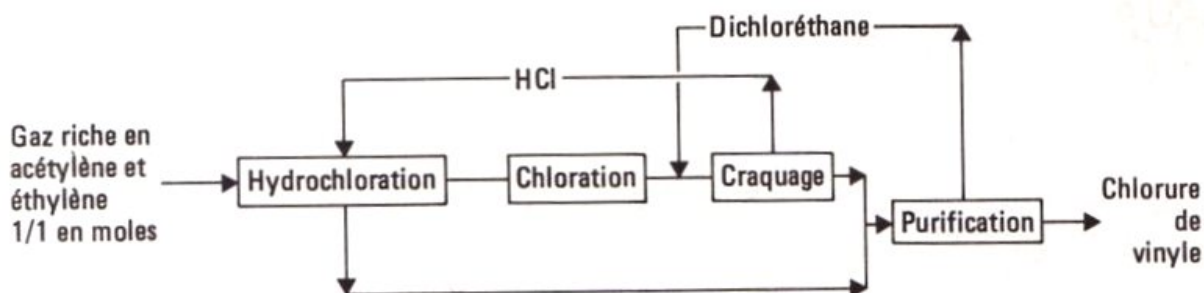 Dichloréthane
HCl
Gaz riche en
acétylène et
éthylène
1/1 en moles
Hydrochloration
Chloration
Craquage
Purification
Chlorure
de
vinyle